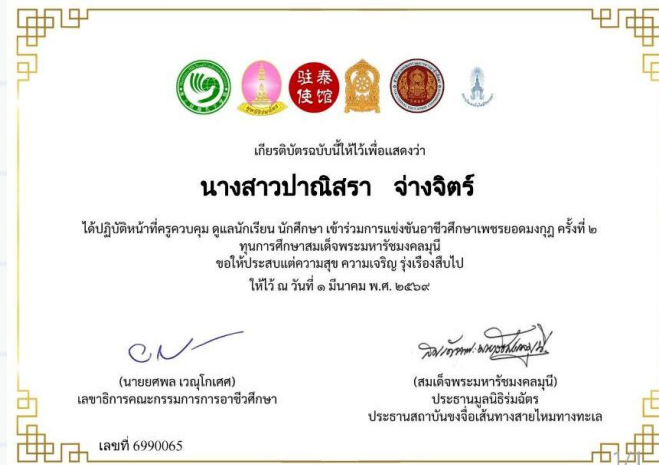 驻泰
使馆
เกียรติบัตรฉบับนี้ให้ไว้เพื่อแสดงว่า
นางสาวปาณิสรา จ่างจิตร์
ได้ปฏิบัติหน้าที่ครูควบคุม ดูแลนักเรียน นักศึกษา เข้าร่วมการแข่งขันอาชีวศึกษาเพชรยอดมงกุฎ ครั้งที่ ๒
ทุนการศึกษาสมเด็จพระมหารัชมงคลมุนี
ขอให้ประสบแต่ความสุข ความเจริญ รุ่งเรืองสืบไป
ให้ไว้ ณ วันที่ ๑ มีนาคม พ.ศ. ๒๕๖๙
(นายยศพล เวณุโกเศศ)
เลขาธิการคณะกรรมการการอาชีวศึกษา
(สมเด็จพระมหารัชมงคลมุนี)
ประธานมูลนิธิร่มฉัตร
ประธานสถาบันขงจื่อเส้นทางสายไหมทางทะเล
เลขที่ 6990065
1/1